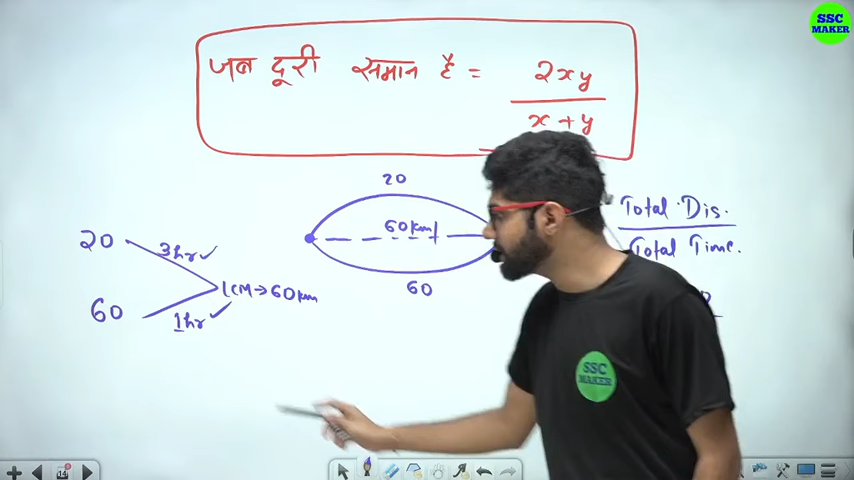 SSC
MAKER
जब दूरी समान है = 2xy
x + y
20
60km
60
Total Dis.
Total Time.
20
3hr ✓
LCM → 60km
60
1hr ✓
SSC
MAKER